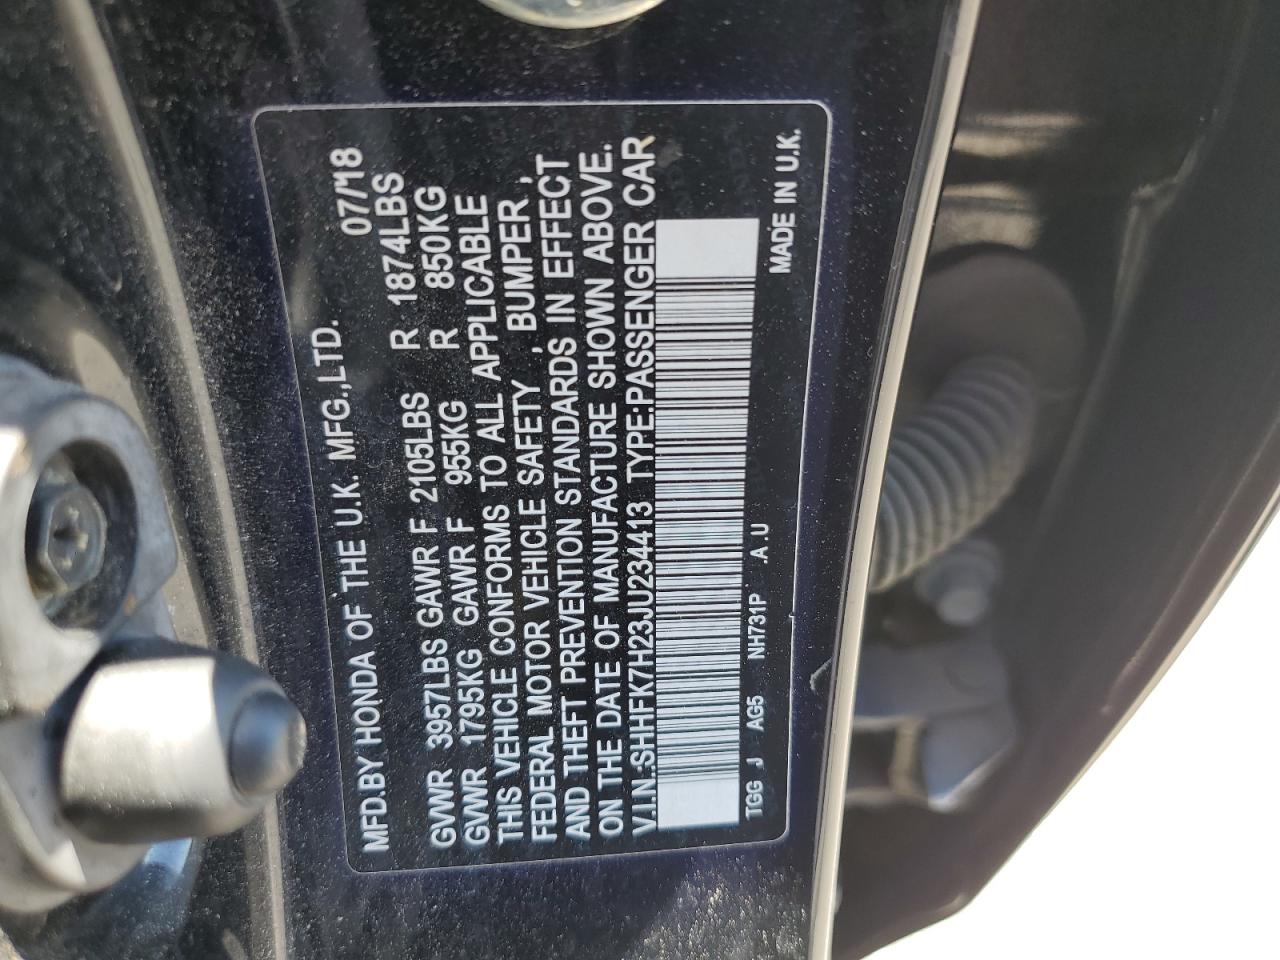 MFD.BY HONDA OF THE U.K. MFG.,LTD. 07/18
GVWR 3957LBS GAWR F 2105LBS R 1874LBS
GVWR 1795KG GAWR F 955KG R 850KG
THIS VEHICLE CONFORMS TO ALL APPLICABLE
FEDERAL MOTOR VEHICLE SAFETY , BUMPER ,
AND THEFT PREVENTION STANDARDS IN EFFECT
ON THE DATE OF MANUFACTURE SHOWN ABOVE.
V.I.N.:SHHFK7H23JU234413 TYPE:PASSENGER CAR
TGG J AG5 NH731P .A.U MADE IN U.K.